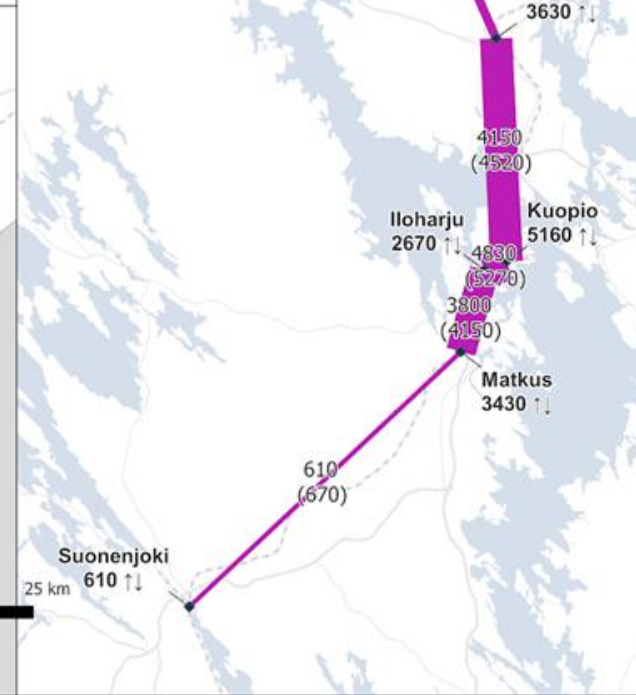 3630 ↑↓
4150
(4520)
Iloharju
2670 ↑↓
Kuopio
5160 ↑↓
4830
(5270)
3800
(4150)
Matkus
3430 ↑↓
610
(670)
Suonenjoki
610 ↑↓
25 km